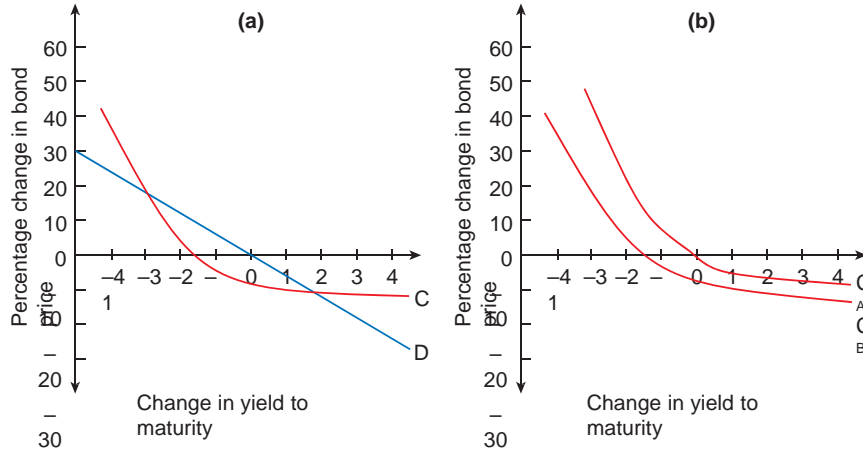 (a)
Percentage change in bond
price
60
50
40
30
20
10
0
–
10
–
20
–
30
–4 –3 –2 – 0 1 2 3 4
1
C
D
Change in yield to
maturity
(b)
Percentage change in bond
price
60
50
40
30
20
10
0
–
10
–
20
–
30
–4 –3 –2 – 0 1 2 3 4
1
C
A
C
B
Change in yield to
maturity